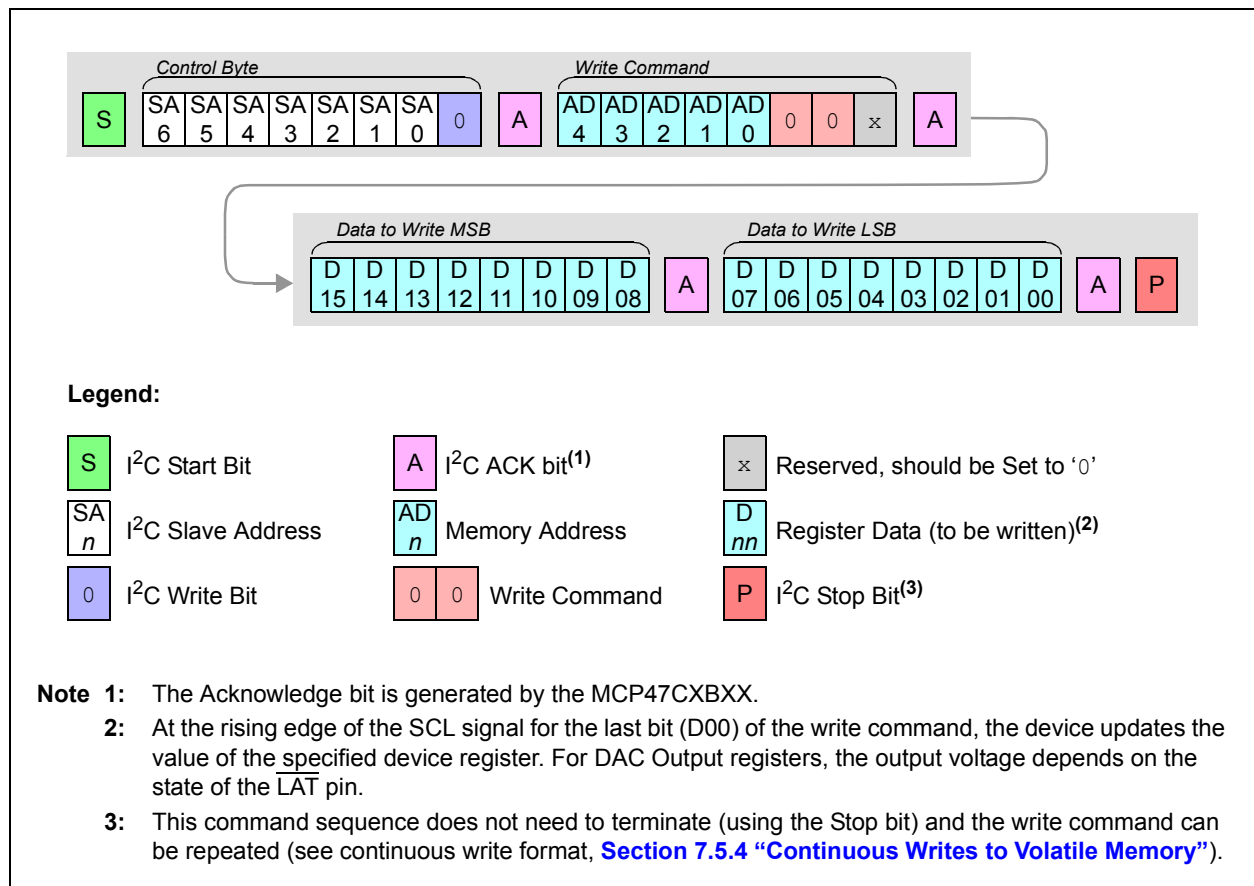 Control Byte Write Command
S SA 6 SA 5 SA 4 SA 3 SA 2 SA 1 SA 0 0 A AD 4 AD 3 AD 2 AD 1 AD 0 0 0 x A
Data to Write MSB Data to Write LSB
D 15 D 14 D 13 D 12 D 11 D 10 D 09 D 08 A D 07 D 06 D 05 D 04 D 03 D 02 D 01 D 00 A P
Legend:
S I2C Start Bit A I2C ACK bit(1) x Reserved, should be Set to ‘0’
SA n I2C Slave Address AD n Memory Address D nn Register Data (to be written)(2)
0 I2C Write Bit 0 0 Write Command P I2C Stop Bit(3)
Note 1: The Acknowledge bit is generated by the MCP47CXBXX.
2: At the rising edge of the SCL signal for the last bit (D00) of the write command, the device updates the
value of the specified device register. For DAC Output registers, the output voltage depends on the
state of the LAT pin.
3: This command sequence does not need to terminate (using the Stop bit) and the write command can
be repeated (see continuous write format, Section 7.5.4 “Continuous Writes to Volatile Memory”).